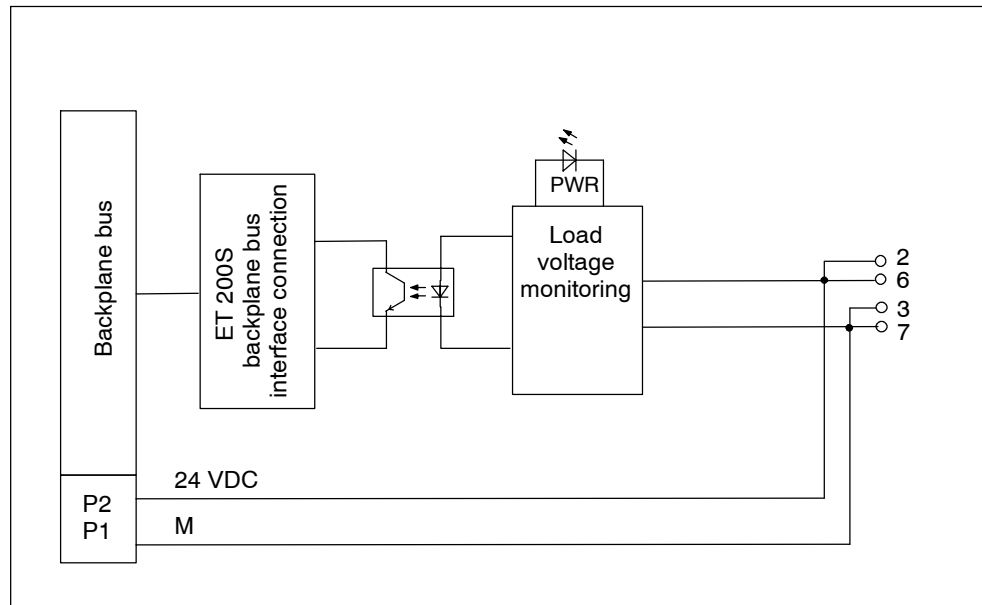 Backplane bus
ET 200S
backplane bus
interface connection
PWR
Load
voltage
monitoring
2
6
3
7
24 VDC
P2
M
P1